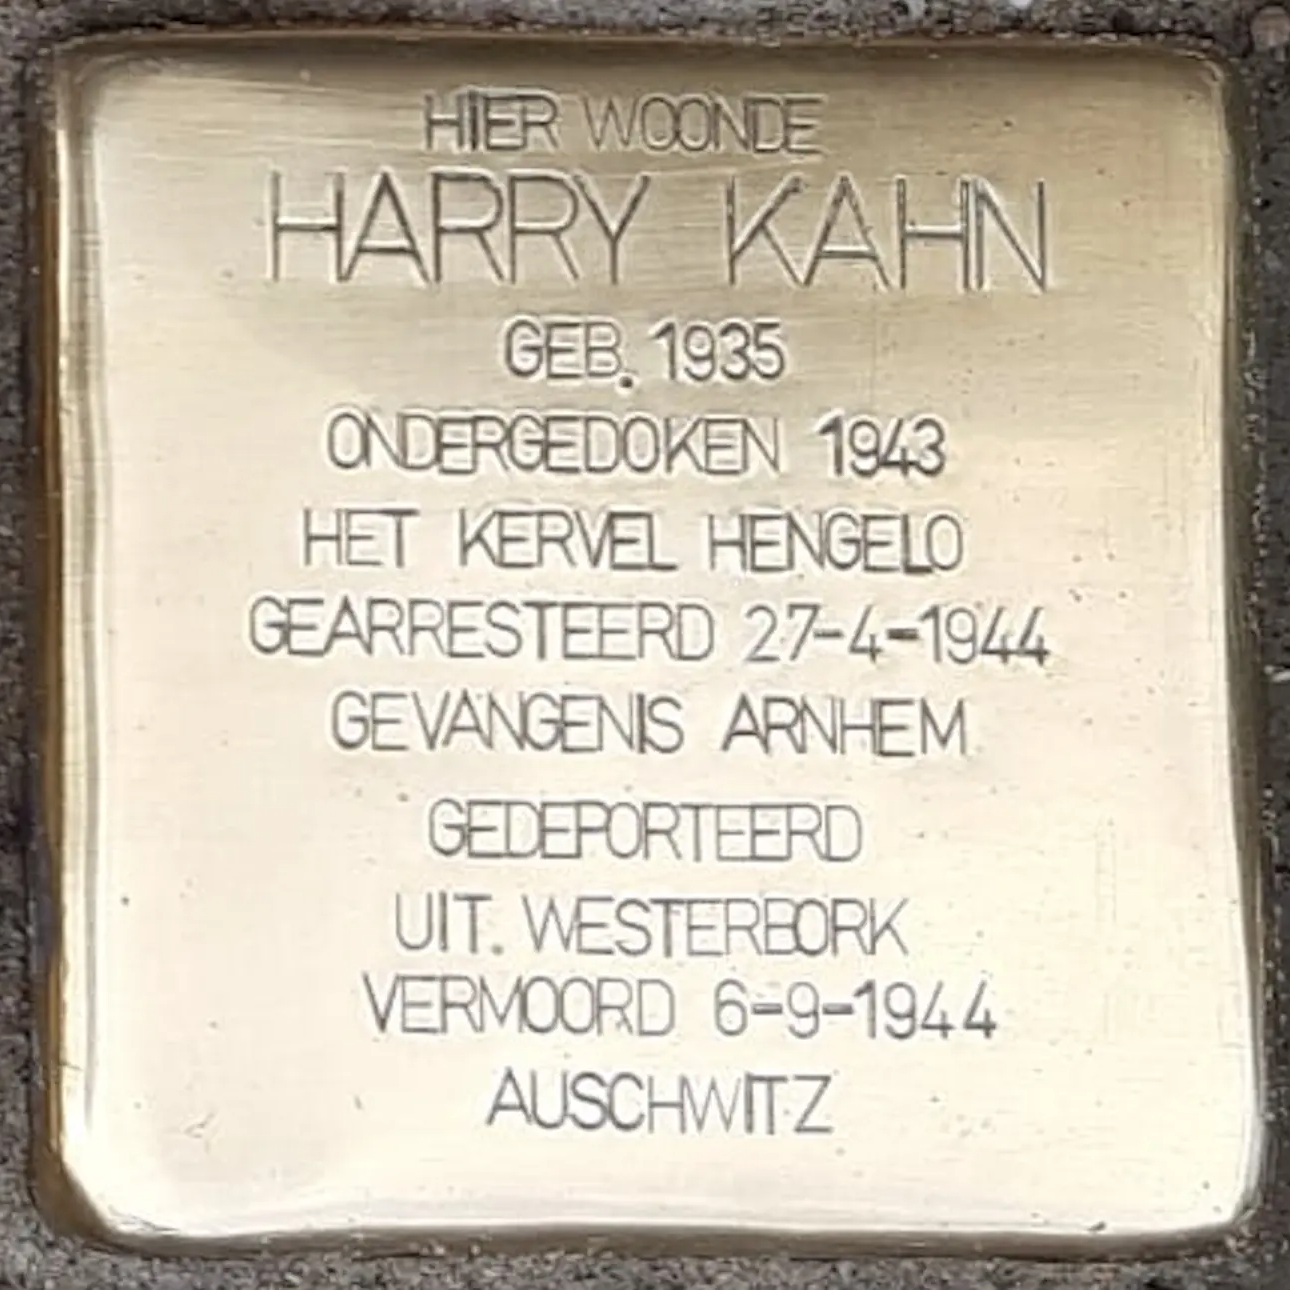 HIER WOONDE
HARRY KAHN
GEB. 1935
ONDERGEDOKEN 1943
HET KERVEL HENGELO
GEARRESTEERD 27-4-1944
GEVANGENIS ARNHEM
GEDEPORTEERD
UIT. WESTERBORK
VERMOORD 6-9-1944
AUSCHWITZ